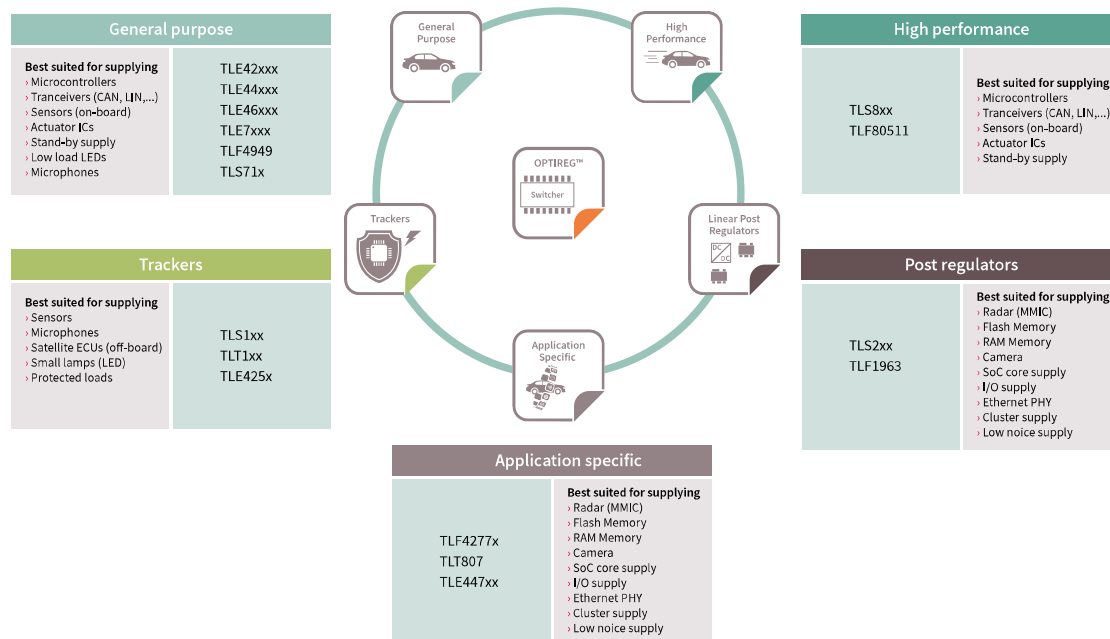 General purpose
Best suited for supplying
› Microcontrollers
› Tranceivers (CAN, LIN,...)
› Sensors (on-board)
› Actuator ICs
› Stand-by supply
› Low load LEDs
› Microphones
TLE42xxx
TLE44xxx
TLE46xxx
TLE7xxx
TLF4949
TLS71x
General
Purpose
High
Performance
High performance
TLS8xx
TLF80511
Best suited for supplying
› Microcontrollers
› Tranceivers (CAN, LIN,...)
› Sensors (on-board)
› Actuator ICs
› Stand-by supply
OPTIREG™
Switcher
Trackers
Linear Post
Regulators
DC
DC
Trackers
Best suited for supplying
› Sensors
› Microphones
› Satellite ECUs (off-board)
› Small lamps (LED)
› Protected loads
TLS1xx
TLT1xx
TLE425x
Post regulators
TLS2xx
TLF1963
Best suited for supplying
› Radar (MMIC)
› Flash Memory
› RAM Memory
› Camera
› SoC core supply
› I/O supply
› Ethernet PHY
› Cluster supply
› Low noice supply
Application
Specific
Application specific
TLF4277x
TLT807
TLE447xx
Best suited for supplying
› Radar (MMIC)
› Flash Memory
› RAM Memory
› Camera
› SoC core supply
› I/O supply
› Ethernet PHY
› Cluster supply
› Low noice supply